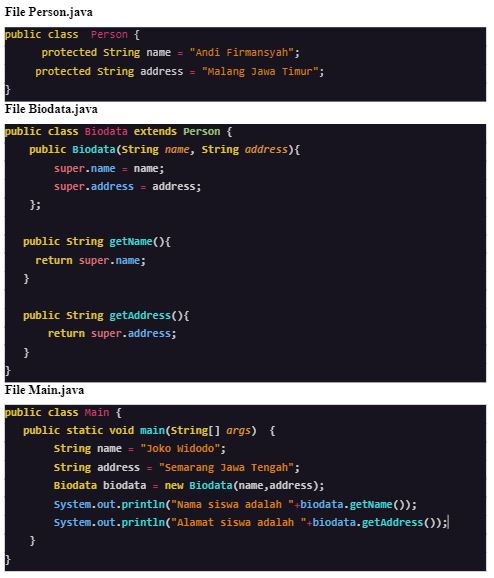 File Person.java
public class  Person {
protected String name = "Andi Firmansyah";
protected String address = "Malang Jawa Timur";
}
File Biodata.java
public class Biodata extends Person {
public Biodata(String name, String address){
super.name = name;
super.address = address;
};
public String getName(){
return super.name;
}
public String getAddress(){
return super.address;
}
}
File Main.java
public class Main {
public static void main(String[] args)  {
String name = "Joko Widodo";
String address = "Semarang Jawa Tengah";
Biodata biodata = new Biodata(name,address);
System.out.println("Nama siswa adalah "+biodata.getName());
System.out.println("Alamat siswa adalah "+biodata.getAddress());
}
}